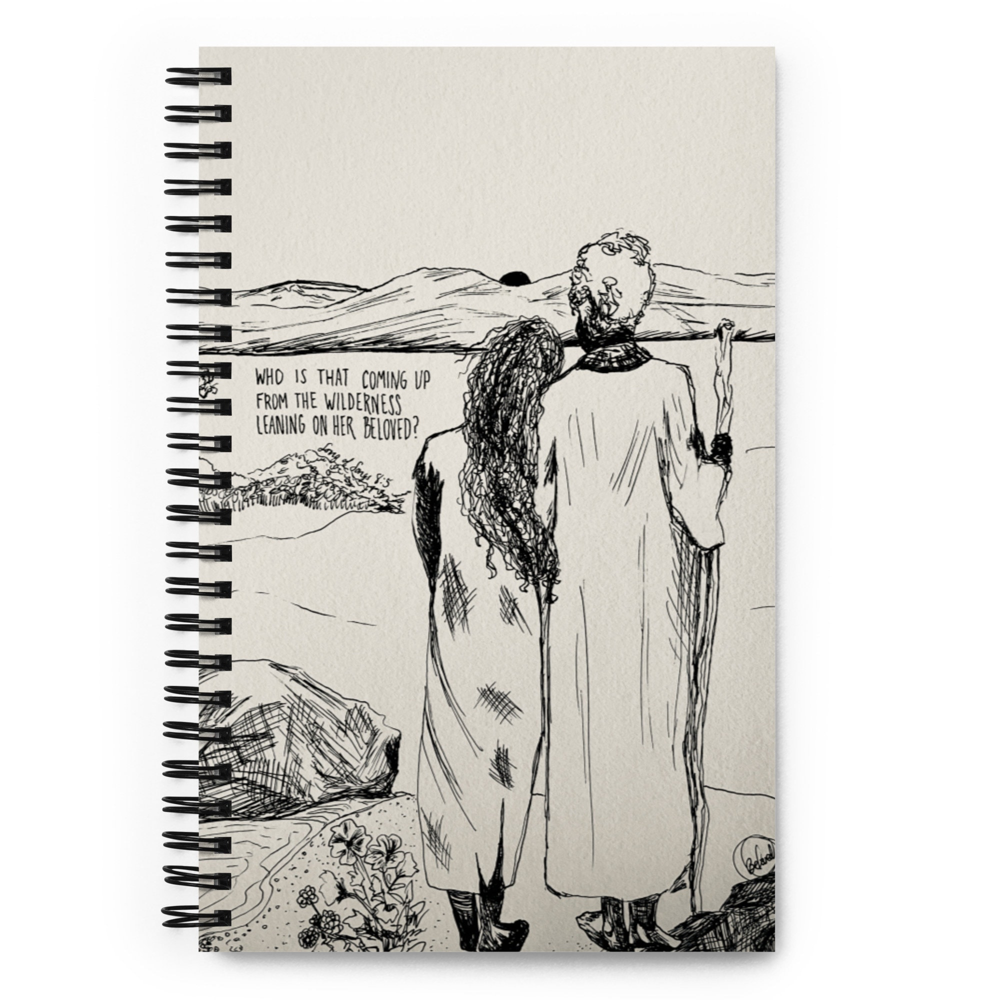 WHO IS THAT COMING UP
FROM THE WILDERNESS
LEANING ON HER BELOVED?
Song of Songs 8:5
Beloved